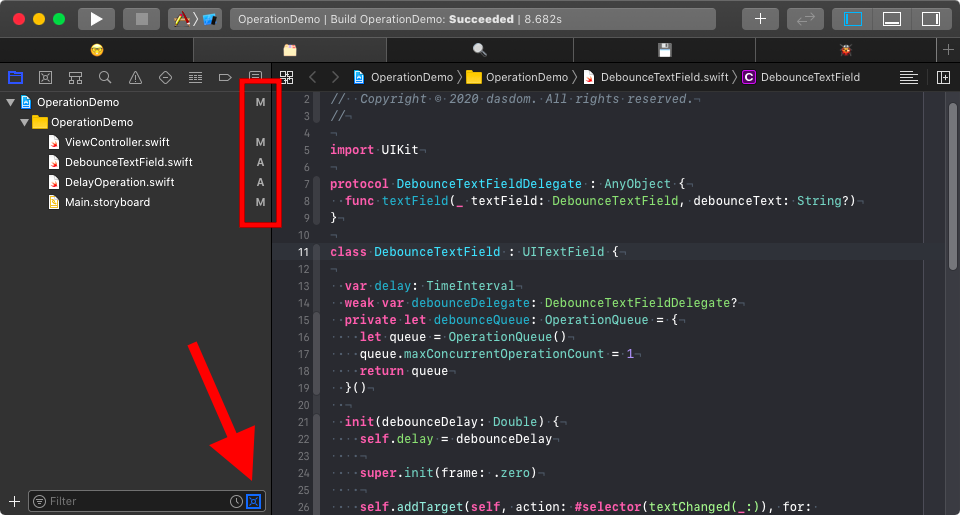 OperationDemo | Build OperationDemo: Succeeded | 8.682s
OperationDemo M
OperationDemo
ViewController.swift M
DebounceTextField.swift A
DelayOperation.swift A
Main.storyboard M
Filter
OperationDemo OperationDemo DebounceTextField.swift C DebounceTextField
2 // Copyright © 2020 dasdom. All rights reserved.
3 //
4
5 import UIKit
6
7 protocol DebounceTextFieldDelegate : AnyObject {
8 func textField(_ textField: DebounceTextField, debounceText: String?)
9 }
10
11 class DebounceTextField : UITextField {
12
13 var delay: TimeInterval
14 weak var debounceDelegate: DebounceTextFieldDelegate?
15 private let debounceQueue: OperationQueue = {
16 let queue = OperationQueue()
17 queue.maxConcurrentOperationCount = 1
18 return queue
19 }()
20
21 init(debounceDelay: Double) {
22 self.delay = debounceDelay
23
24 super.init(frame: .zero)
25
26 self.addTarget(self, action: #selector(textChanged(_:)), for: